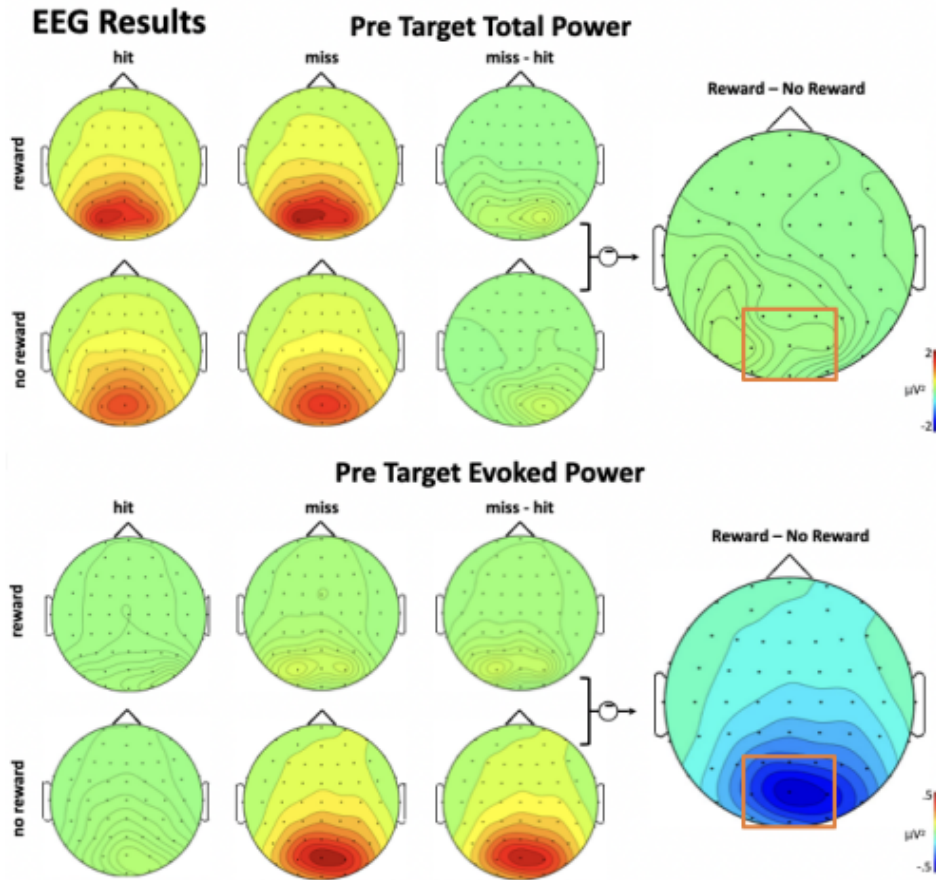 EEG Results
Pre Target Total Power
hit
miss
miss - hit
Reward – No Reward
reward
no reward
2
μV²
-2
Pre Target Evoked Power
hit
miss
miss - hit
Reward – No Reward
reward
no reward
.5
μV²
-.5